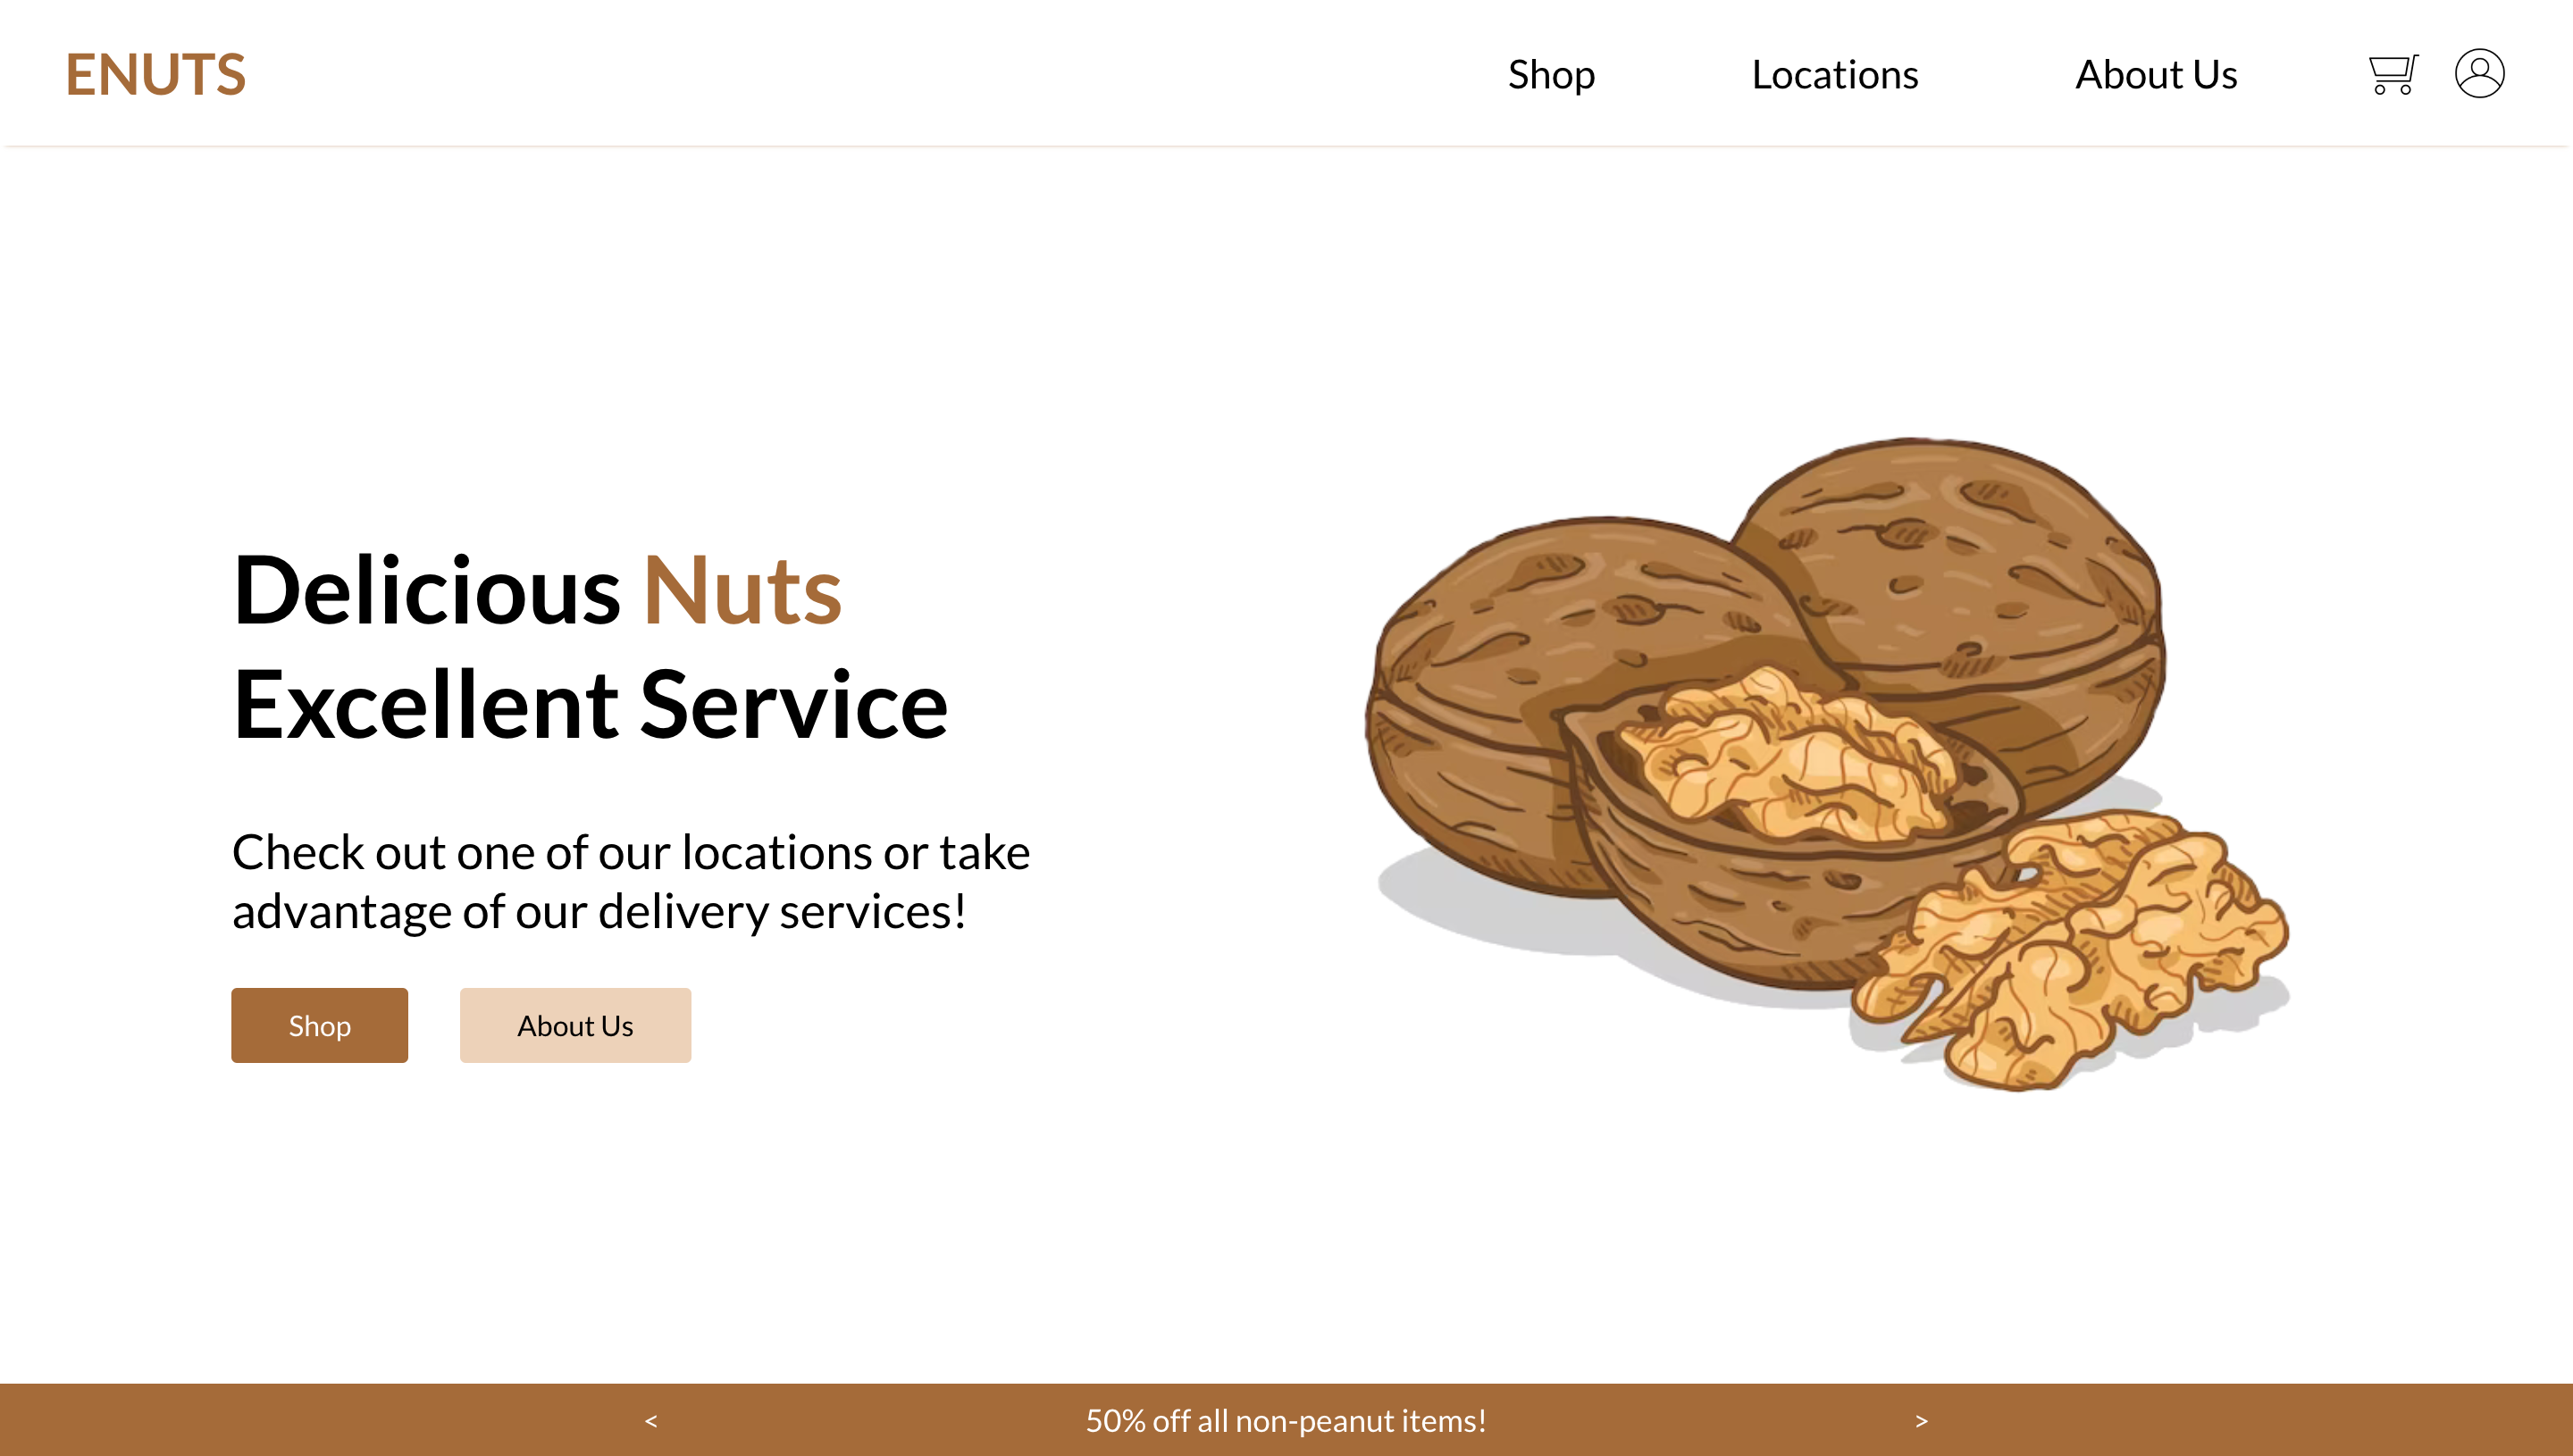 ENUTS
Shop
Locations
About Us
Delicious Nuts
Excellent Service
Check out one of our locations or take
advantage of our delivery services!
Shop
About Us
<
50% off all non-peanut items!
>